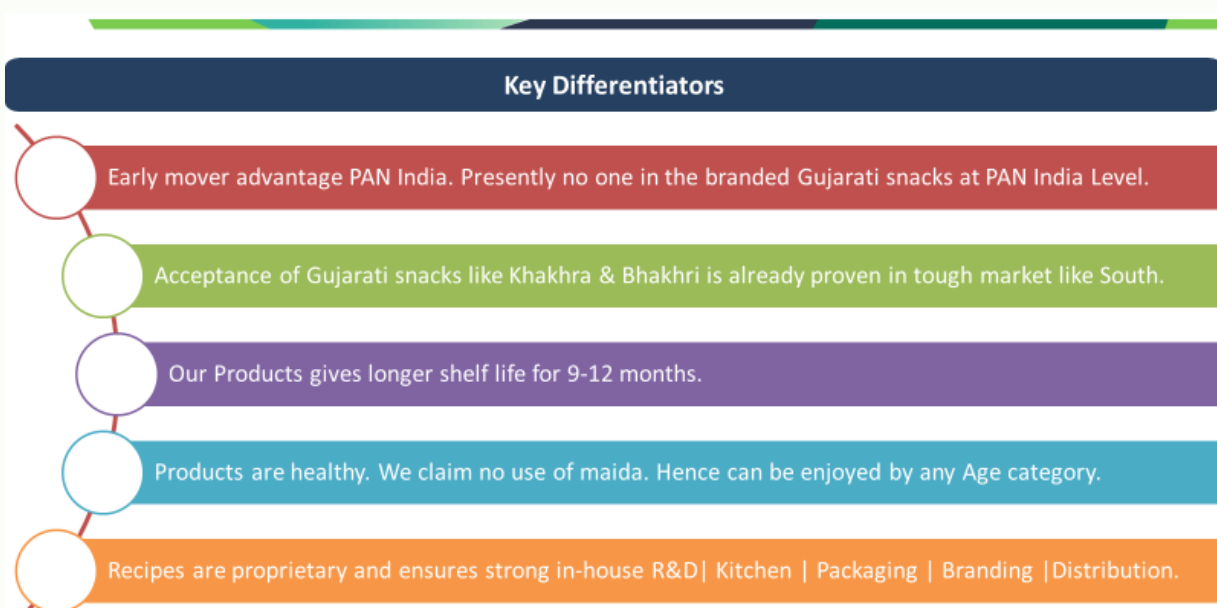 Key Differentiators
Early mover advantage PAN India. Presently no one in the branded Gujarati snacks at PAN India Level.
Acceptance of Gujarati snacks like Khakhra & Bhakhri is already proven in tough market like South.
Our Products gives longer shelf life for 9-12 months.
Products are healthy. We claim no use of maida. Hence can be enjoyed by any Age category.
Recipes are proprietary and ensures strong in-house R&D| Kitchen | Packaging | Branding |Distribution.